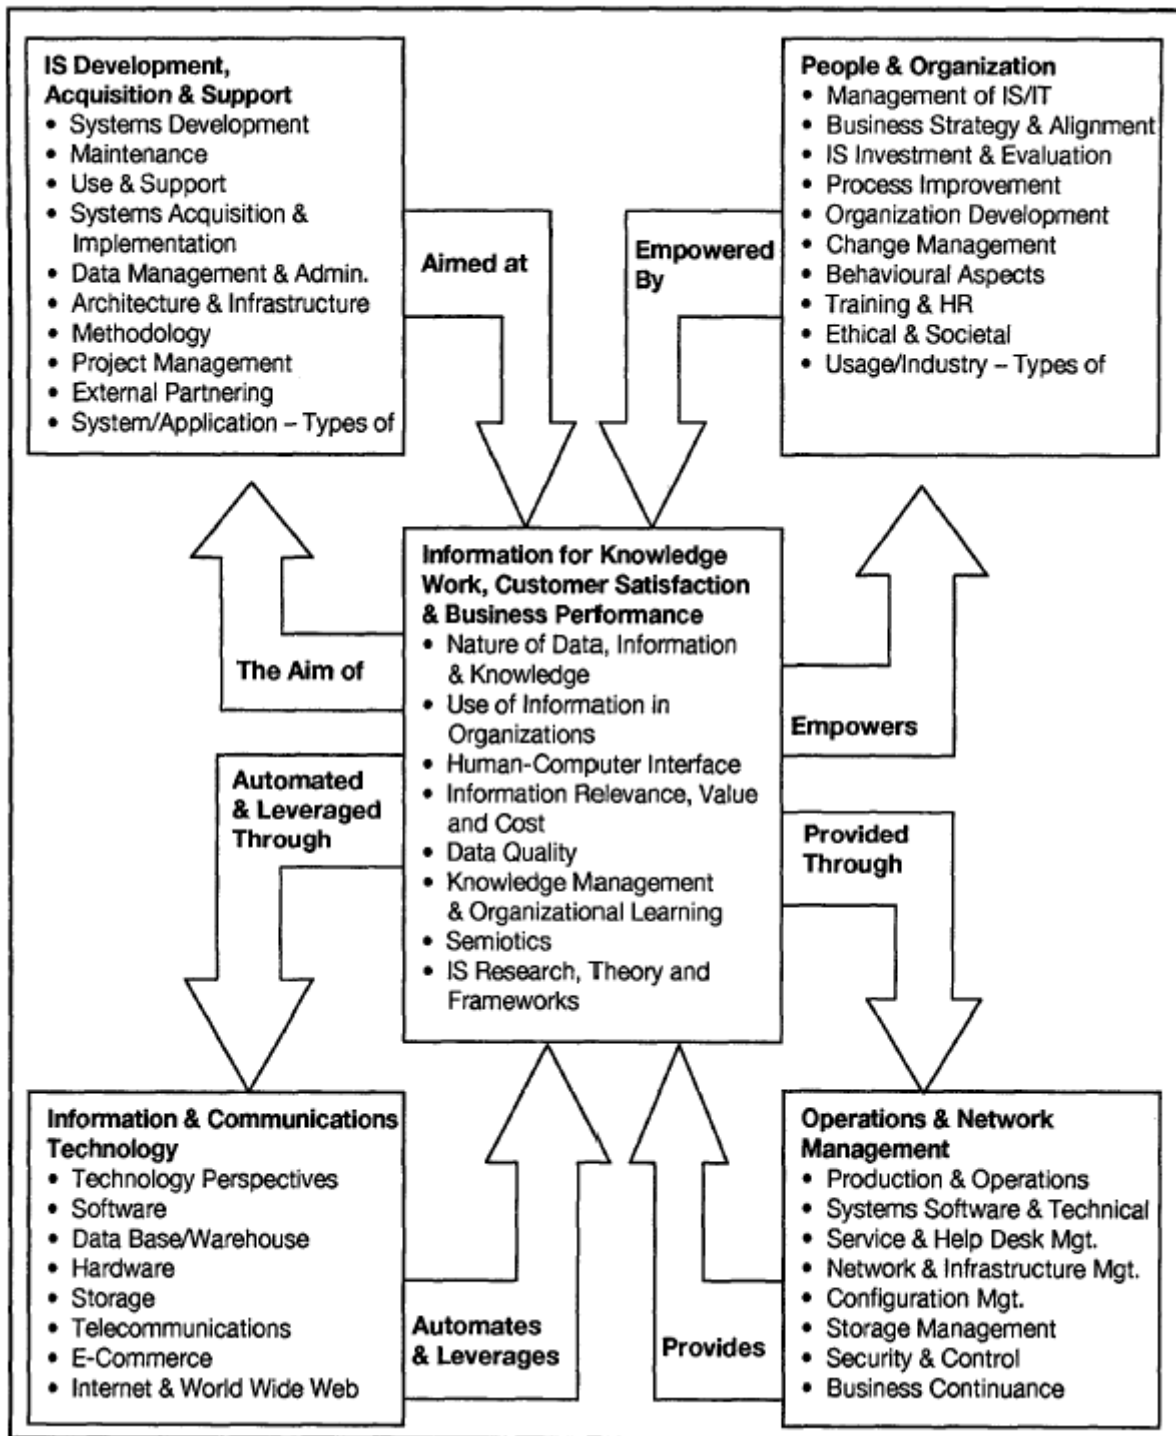 IS Development,
Acquisition & Support
• Systems Development
• Maintenance
• Use & Support
• Systems Acquisition &
Implementation
• Data Management & Admin.
• Architecture & Infrastructure
• Methodology
• Project Management
• External Partnering
• System/Application – Types of
People & Organization
• Management of IS/IT
• Business Strategy & Alignment
• IS Investment & Evaluation
• Process Improvement
• Organization Development
• Change Management
• Behavioural Aspects
• Training & HR
• Ethical & Societal
• Usage/Industry – Types of
Aimed at
Empowered
By
Information for Knowledge
Work, Customer Satisfaction
& Business Performance
• Nature of Data, Information
& Knowledge
• Use of Information in
Organizations
• Human-Computer Interface
• Information Relevance, Value
and Cost
• Data Quality
• Knowledge Management
& Organizational Learning
• Semiotics
• IS Research, Theory and
Frameworks
The Aim of
Empowers
Automated
& Leveraged
Through
Provided
Through
Information & Communications
Technology
• Technology Perspectives
• Software
• Data Base/Warehouse
• Hardware
• Storage
• Telecommunications
• E-Commerce
• Internet & World Wide Web
Automates
& Leverages
Provides
Operations & Network
Management
• Production & Operations
• Systems Software & Technical
• Service & Help Desk Mgt.
• Network & Infrastructure Mgt.
• Configuration Mgt.
• Storage Management
• Security & Control
• Business Continuance